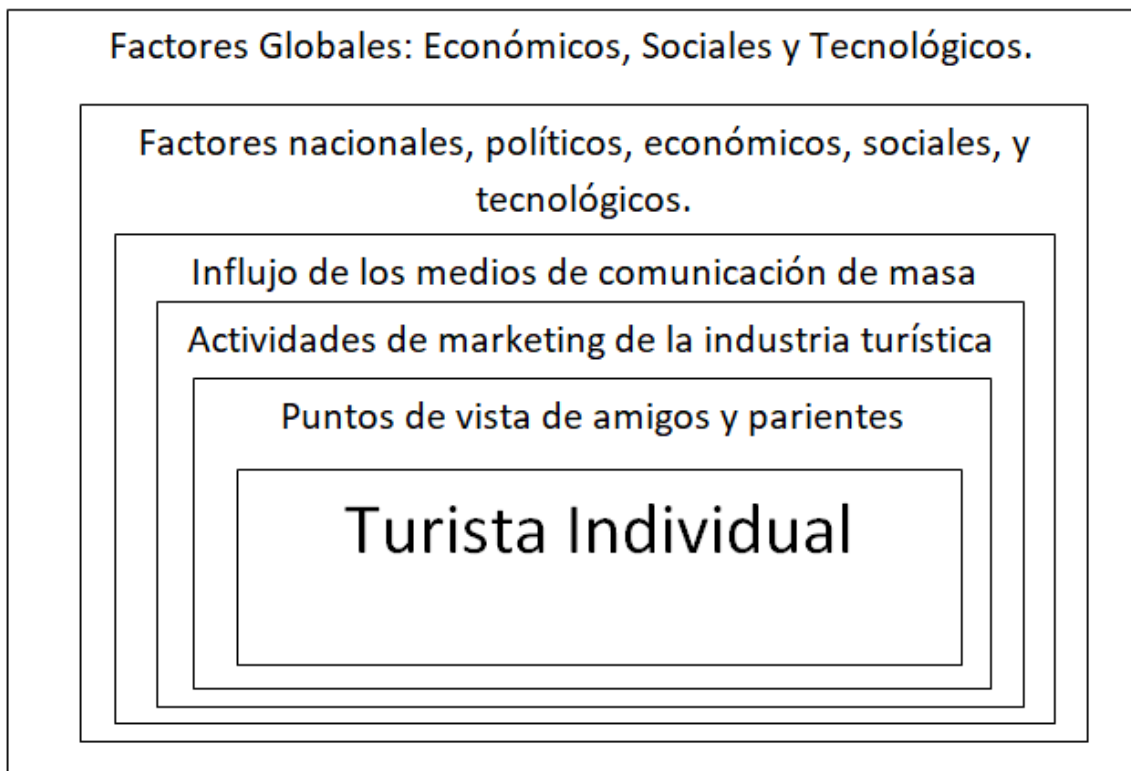 Factores Globales: Económicos, Sociales y Tecnológicos.
Factores nacionales, políticos, económicos, sociales, y
tecnológicos.
Influjo de los medios de comunicación de masa
Actividades de marketing de la industria turística
Puntos de vista de amigos y parientes
Turista Individual